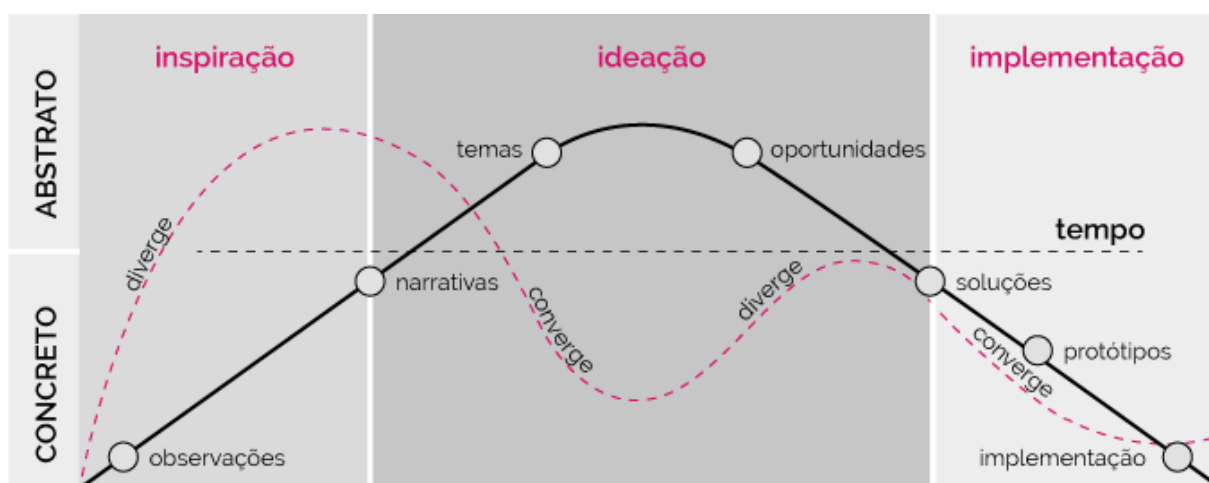 inspiração
ideação
implementação
ABSTRATO
CONCRETO
temas
oportunidades
diverge
tempo
narrativas
converge
diverge
soluções
protótipos
converge
observações
implementação